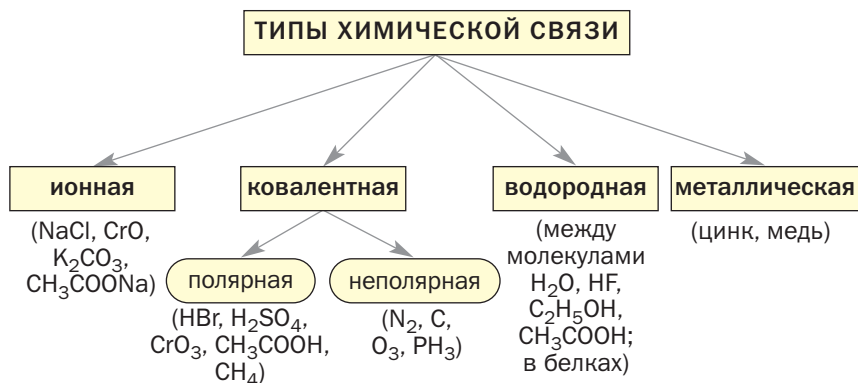 ТИПЫ ХИМИЧЕСКОЙ СВЯЗИ
ионная
(NaCl, CrO,
K₂CO₃,
CH₃COONa)
ковалентная
полярная
(HBr, H₂SO₄,
CrO₃, CH₃COOH,
CH₄)
неполярная
(N₂, C,
O₃, PH₃)
водородная
(между
молекулами
H₂O, HF,
C₂H₅OH,
CH₃COOH;
в белках)
металлическая
(цинк, медь)